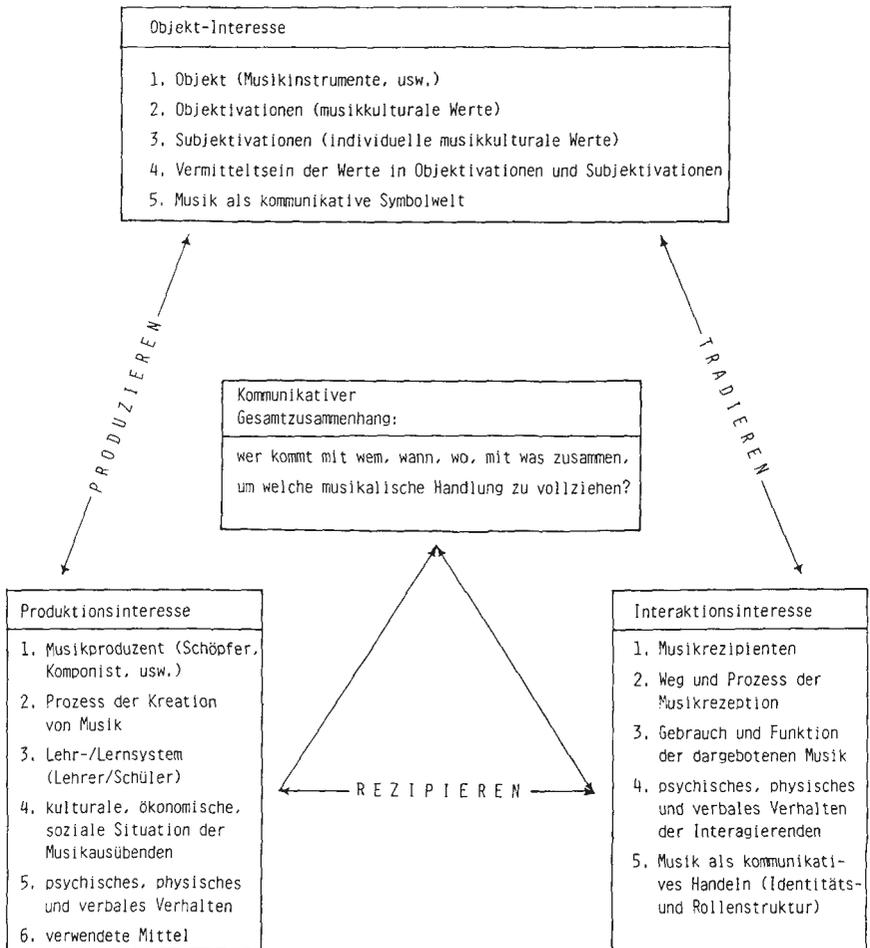 Objekt-Interesse
1. Objekt (Musikinstrumente, usw.)
2. Objektivationen (musikkulturale Werte)
3. Subjektivationen (individuelle musikkulturale Werte)
4. Vermitteltsein der Werte in Objektivationen und Subjektivationen
5. Musik als kommunikative Symbolwelt
PRODUZIEREN
TRADIEREN
Kommunikativer
Gesamtzusammenhang:
wer kommt mit wem, wann, wo, mit was zusammen,
um welche musikalische Handlung zu vollziehen?
Produktionsinteresse
1. Musikproduzent (Schöpfer,
Komponist, usw.)
2. Prozess der Kreation
von Musik
3. Lehr-/Lernsystem
(Lehrer/Schüler)
4. kulturale, ökonomische,
soziale Situation der
Musikausübenden
5. psychisches, physisches
und verbales Verhalten
6. verwendete Mittel
REZIPIEREN
Interaktionsinteresse
1. Musikrezipienten
2. Weg und Prozess der
Musikrezeption
3. Gebrauch und Funktion
der dargebotenen Musik
4. psychisches, physisches
und verbales Verhalten
der Interagierenden
5. Musik als kommunikati-
ves Handeln (Identitäts-
und Rollenstruktur)